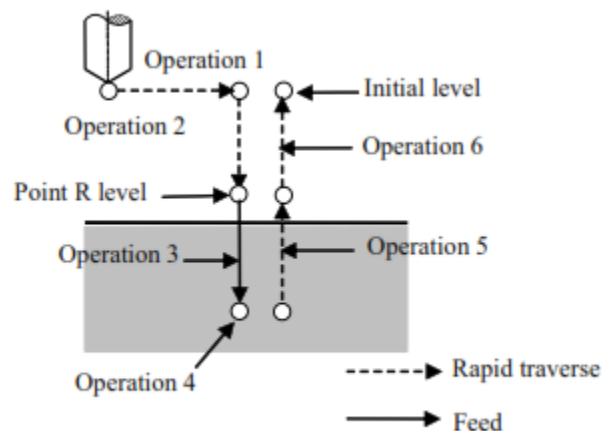 Operation 1
Initial level
Operation 2
Operation 6
Point R level
Operation 3
Operation 5
Operation 4
Rapid traverse
Feed